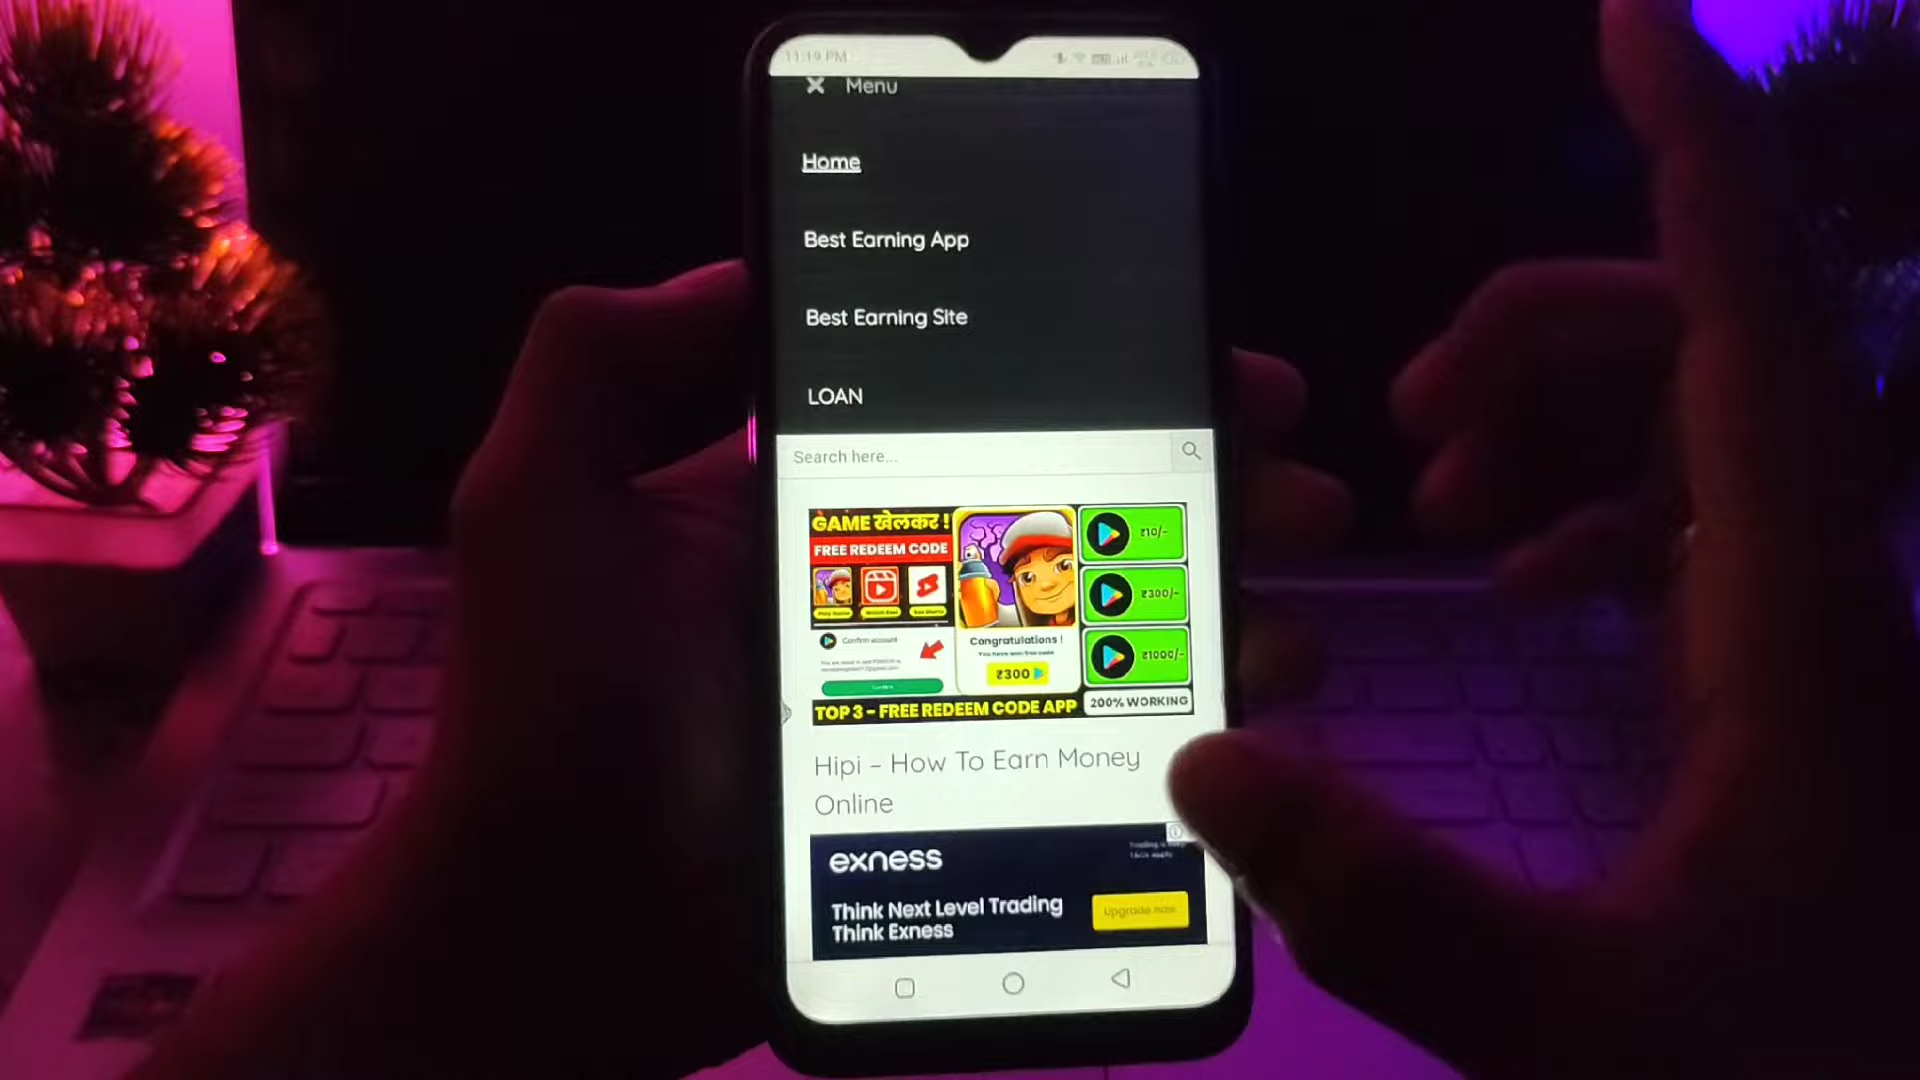 11:19 PM
× Menu
Home
Best Earning App
Best Earning Site
LOAN
Search here...
GAME खेलकर !
FREE REDEEM CODE
Confirm account
Congratulations !
You have won free code
₹300
₹10/-
₹300/-
₹1000/-
TOP 3 - FREE REDEEM CODE APP
200% WORKING
Hipi – How To Earn Money
Online
exness
Think Next Level Trading
Think Exness
Upgrade now